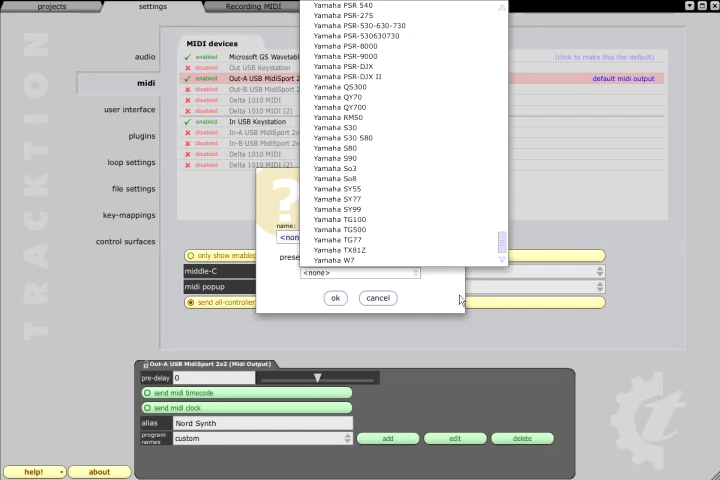 projects settings Recording MIDI
TRACKTION
audio
midi
user interface
plugins
loop settings
file settings
key-mappings
control surfaces
MIDI devices
enabled Microsoft GS Wavetabl
(click to make this the default)
disabled Out USB Keystation
enabled Out-A USB MidiSport 2
default midi output
disabled Out-B USB MidiSport 2
disabled Delta 1010 MIDI
disabled Delta 1010 MIDI (2)
enabled In USB Keystation
disabled In-A USB MidiSport 2x
disabled In-B USB MidiSport 2x
disabled Delta 1010 MIDI
disabled Delta 1010 MIDI (2)
Yamaha PSR 540
Yamaha PSR-275
Yamaha PSR-530-630-730
Yamaha PSR-530630730
Yamaha PSR-8000
Yamaha PSR-9000
Yamaha PSR-DJX
Yamaha PSR-DJX II
Yamaha QS300
Yamaha QY70
Yamaha QY700
Yamaha RM50
Yamaha S30
Yamaha S30 S80
Yamaha S80
Yamaha S90
Yamaha So3
Yamaha So8
Yamaha SY55
Yamaha SY77
Yamaha SY99
Yamaha TG100
Yamaha TG500
Yamaha TG77
Yamaha TX81Z
Yamaha W7
?
name:
<non
prese
<none>
ok cancel
only show enabled
middle-C
midi popup
send all-controller
Out-A USB MidiSport 2x2 (Midi Output)
pre-delay 0
send midi timecode
send midi clock
alias Nord Synth
program names custom add edit delete
help! about
t